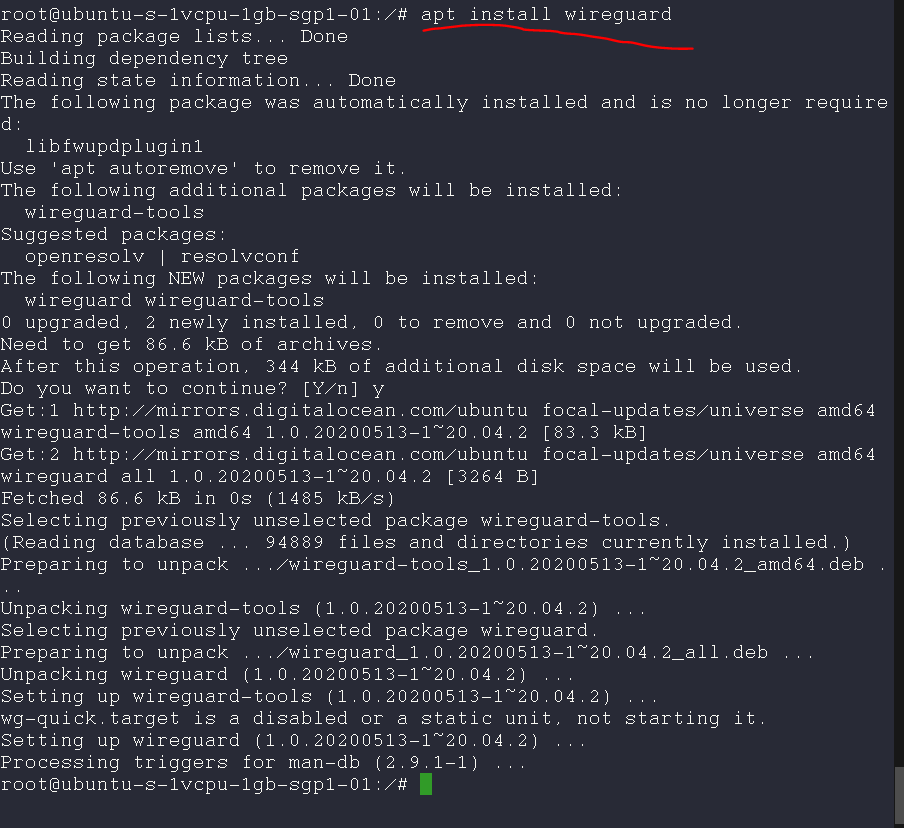 root@ubuntu-s-1vcpu-1gb-sgp1-01:/# apt install wireguard
Reading package lists... Done
Building dependency tree
Reading state information... Done
The following package was automatically installed and is no longer require
d:
  libfwupdplugin1
Use 'apt autoremove' to remove it.
The following additional packages will be installed:
  wireguard-tools
Suggested packages:
  openresolv | resolvconf
The following NEW packages will be installed:
  wireguard wireguard-tools
0 upgraded, 2 newly installed, 0 to remove and 0 not upgraded.
Need to get 86.6 kB of archives.
After this operation, 344 kB of additional disk space will be used.
Do you want to continue? [Y/n] y
Get:1 http://mirrors.digitalocean.com/ubuntu focal-updates/universe amd64
wireguard-tools amd64 1.0.20200513-1~20.04.2 [83.3 kB]
Get:2 http://mirrors.digitalocean.com/ubuntu focal-updates/universe amd64
wireguard all 1.0.20200513-1~20.04.2 [3264 B]
Fetched 86.6 kB in 0s (1485 kB/s)
Selecting previously unselected package wireguard-tools.
(Reading database ... 94889 files and directories currently installed.)
Preparing to unpack .../wireguard-tools_1.0.20200513-1~20.04.2_amd64.deb .
..
Unpacking wireguard-tools (1.0.20200513-1~20.04.2) ...
Selecting previously unselected package wireguard.
Preparing to unpack .../wireguard_1.0.20200513-1~20.04.2_all.deb ...
Unpacking wireguard (1.0.20200513-1~20.04.2) ...
Setting up wireguard-tools (1.0.20200513-1~20.04.2) ...
wg-quick.target is a disabled or a static unit, not starting it.
Setting up wireguard (1.0.20200513-1~20.04.2) ...
Processing triggers for man-db (2.9.1-1) ...
root@ubuntu-s-1vcpu-1gb-sgp1-01:/#